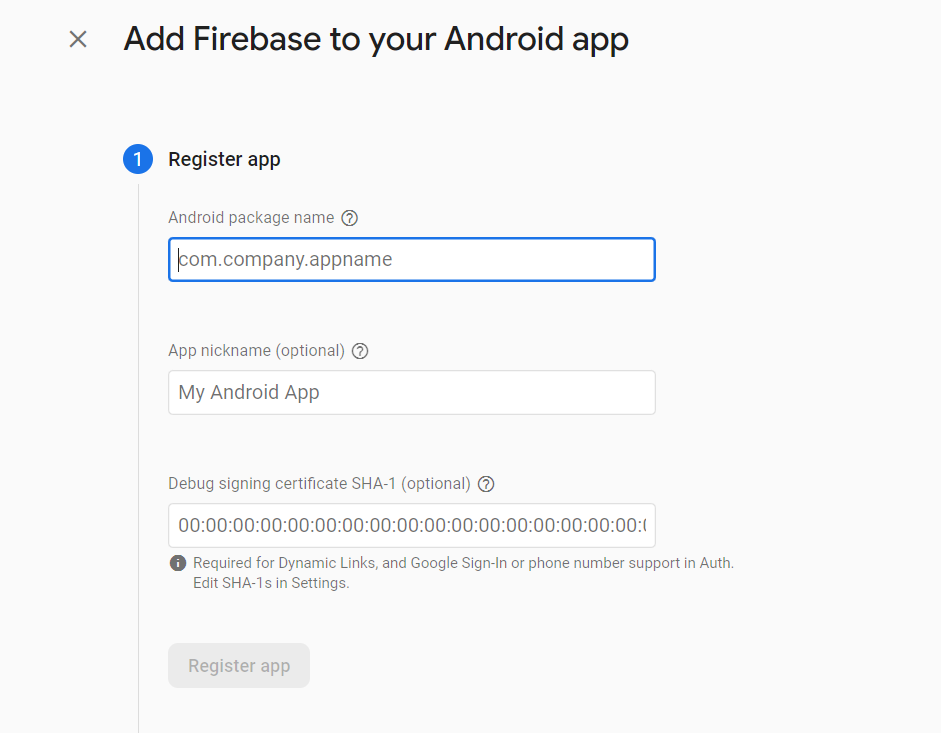 Add Firebase to your Android app
1 Register app
Android package name
com.company.appname
App nickname (optional)
My Android App
Debug signing certificate SHA-1 (optional)
00:00:00:00:00:00:00:00:00:00:00:00:00:00:00:00:00:(
Required for Dynamic Links, and Google Sign-In or phone number support in Auth.
Edit SHA-1s in Settings.
Register app